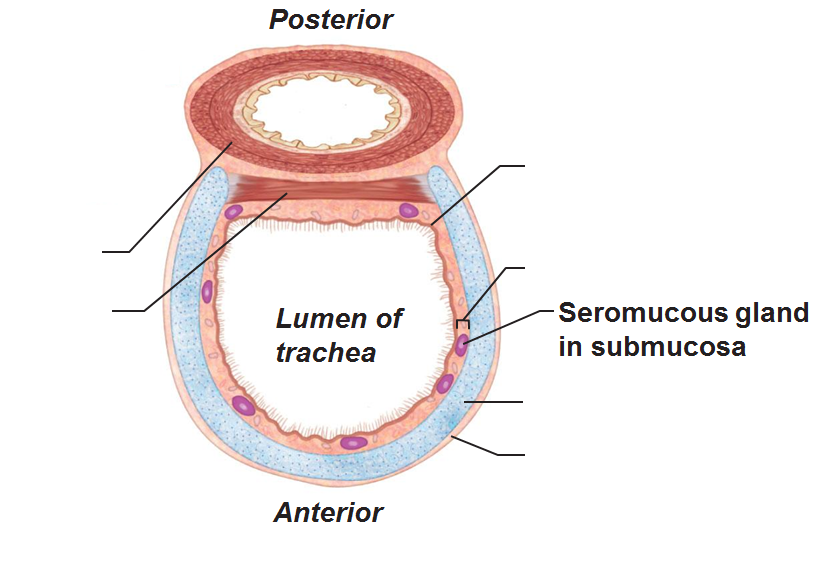 Posterior
Lumen of
trachea
Seromucous gland
in submucosa
Anterior